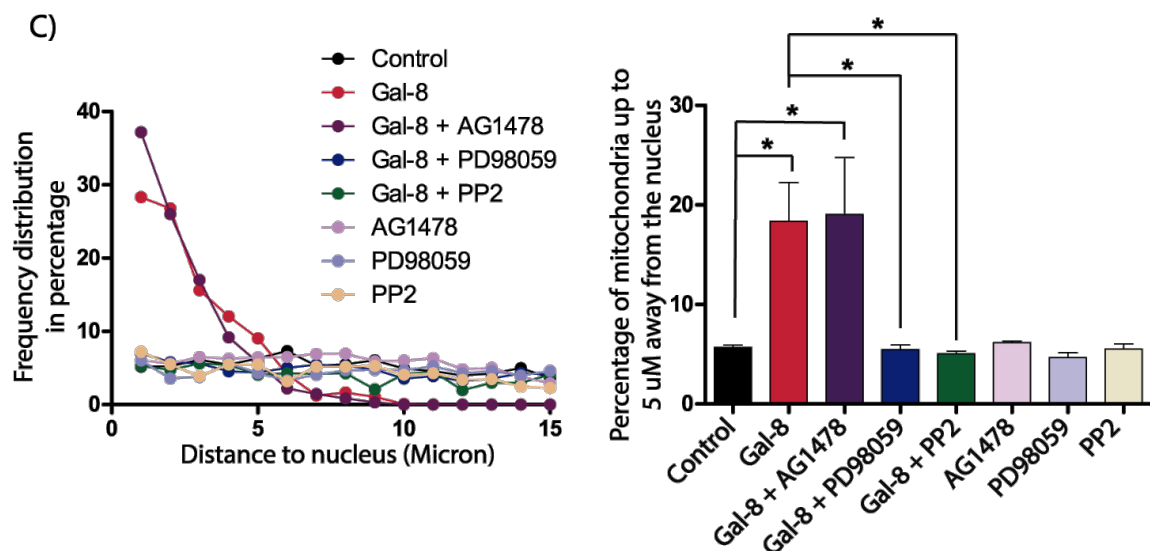 C)
Control
Gal-8
Gal-8 + AG1478
Gal-8 + PD98059
Gal-8 + PP2
AG1478
PD98059
PP2
Frequency distribution
in percentage
40
30
20
10
0
0
5
10
15
Distance to nucleus (Micron)
Percentage of mitochondria up to
5 uM away from the nucleus
30
20
10
0
*
*
*
*
Control
Gal-8
Gal-8 + AG1478
Gal-8 + PD98059
Gal-8 + PP2
AG1478
PD98059
PP2